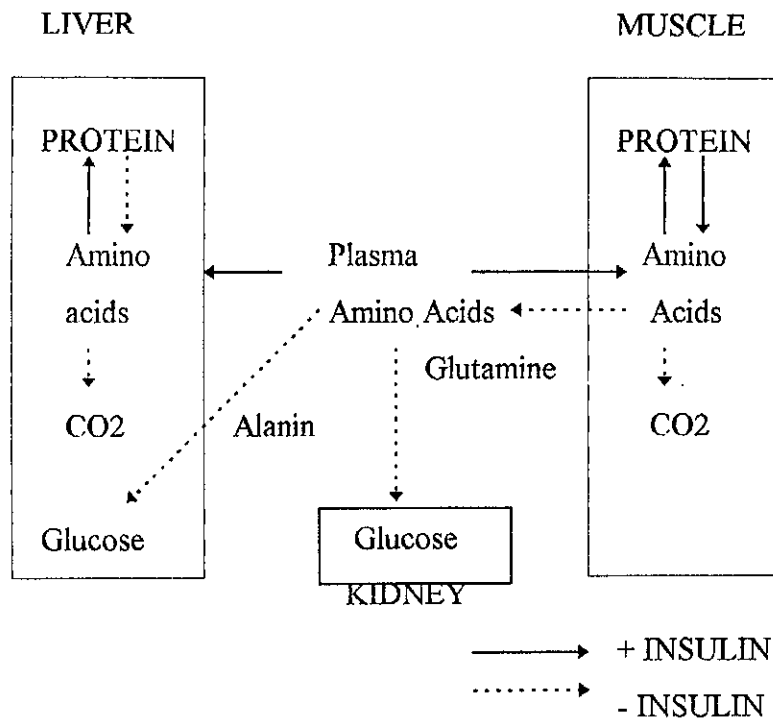 LIVER
MUSCLE
PROTEIN
PROTEIN
Amino
Plasma
Amino
acids
Amino Acids
Acids
Glutamine
CO2
Alanin
CO2
Glucose
Glucose
KIDNEY
+ INSULIN
- INSULIN